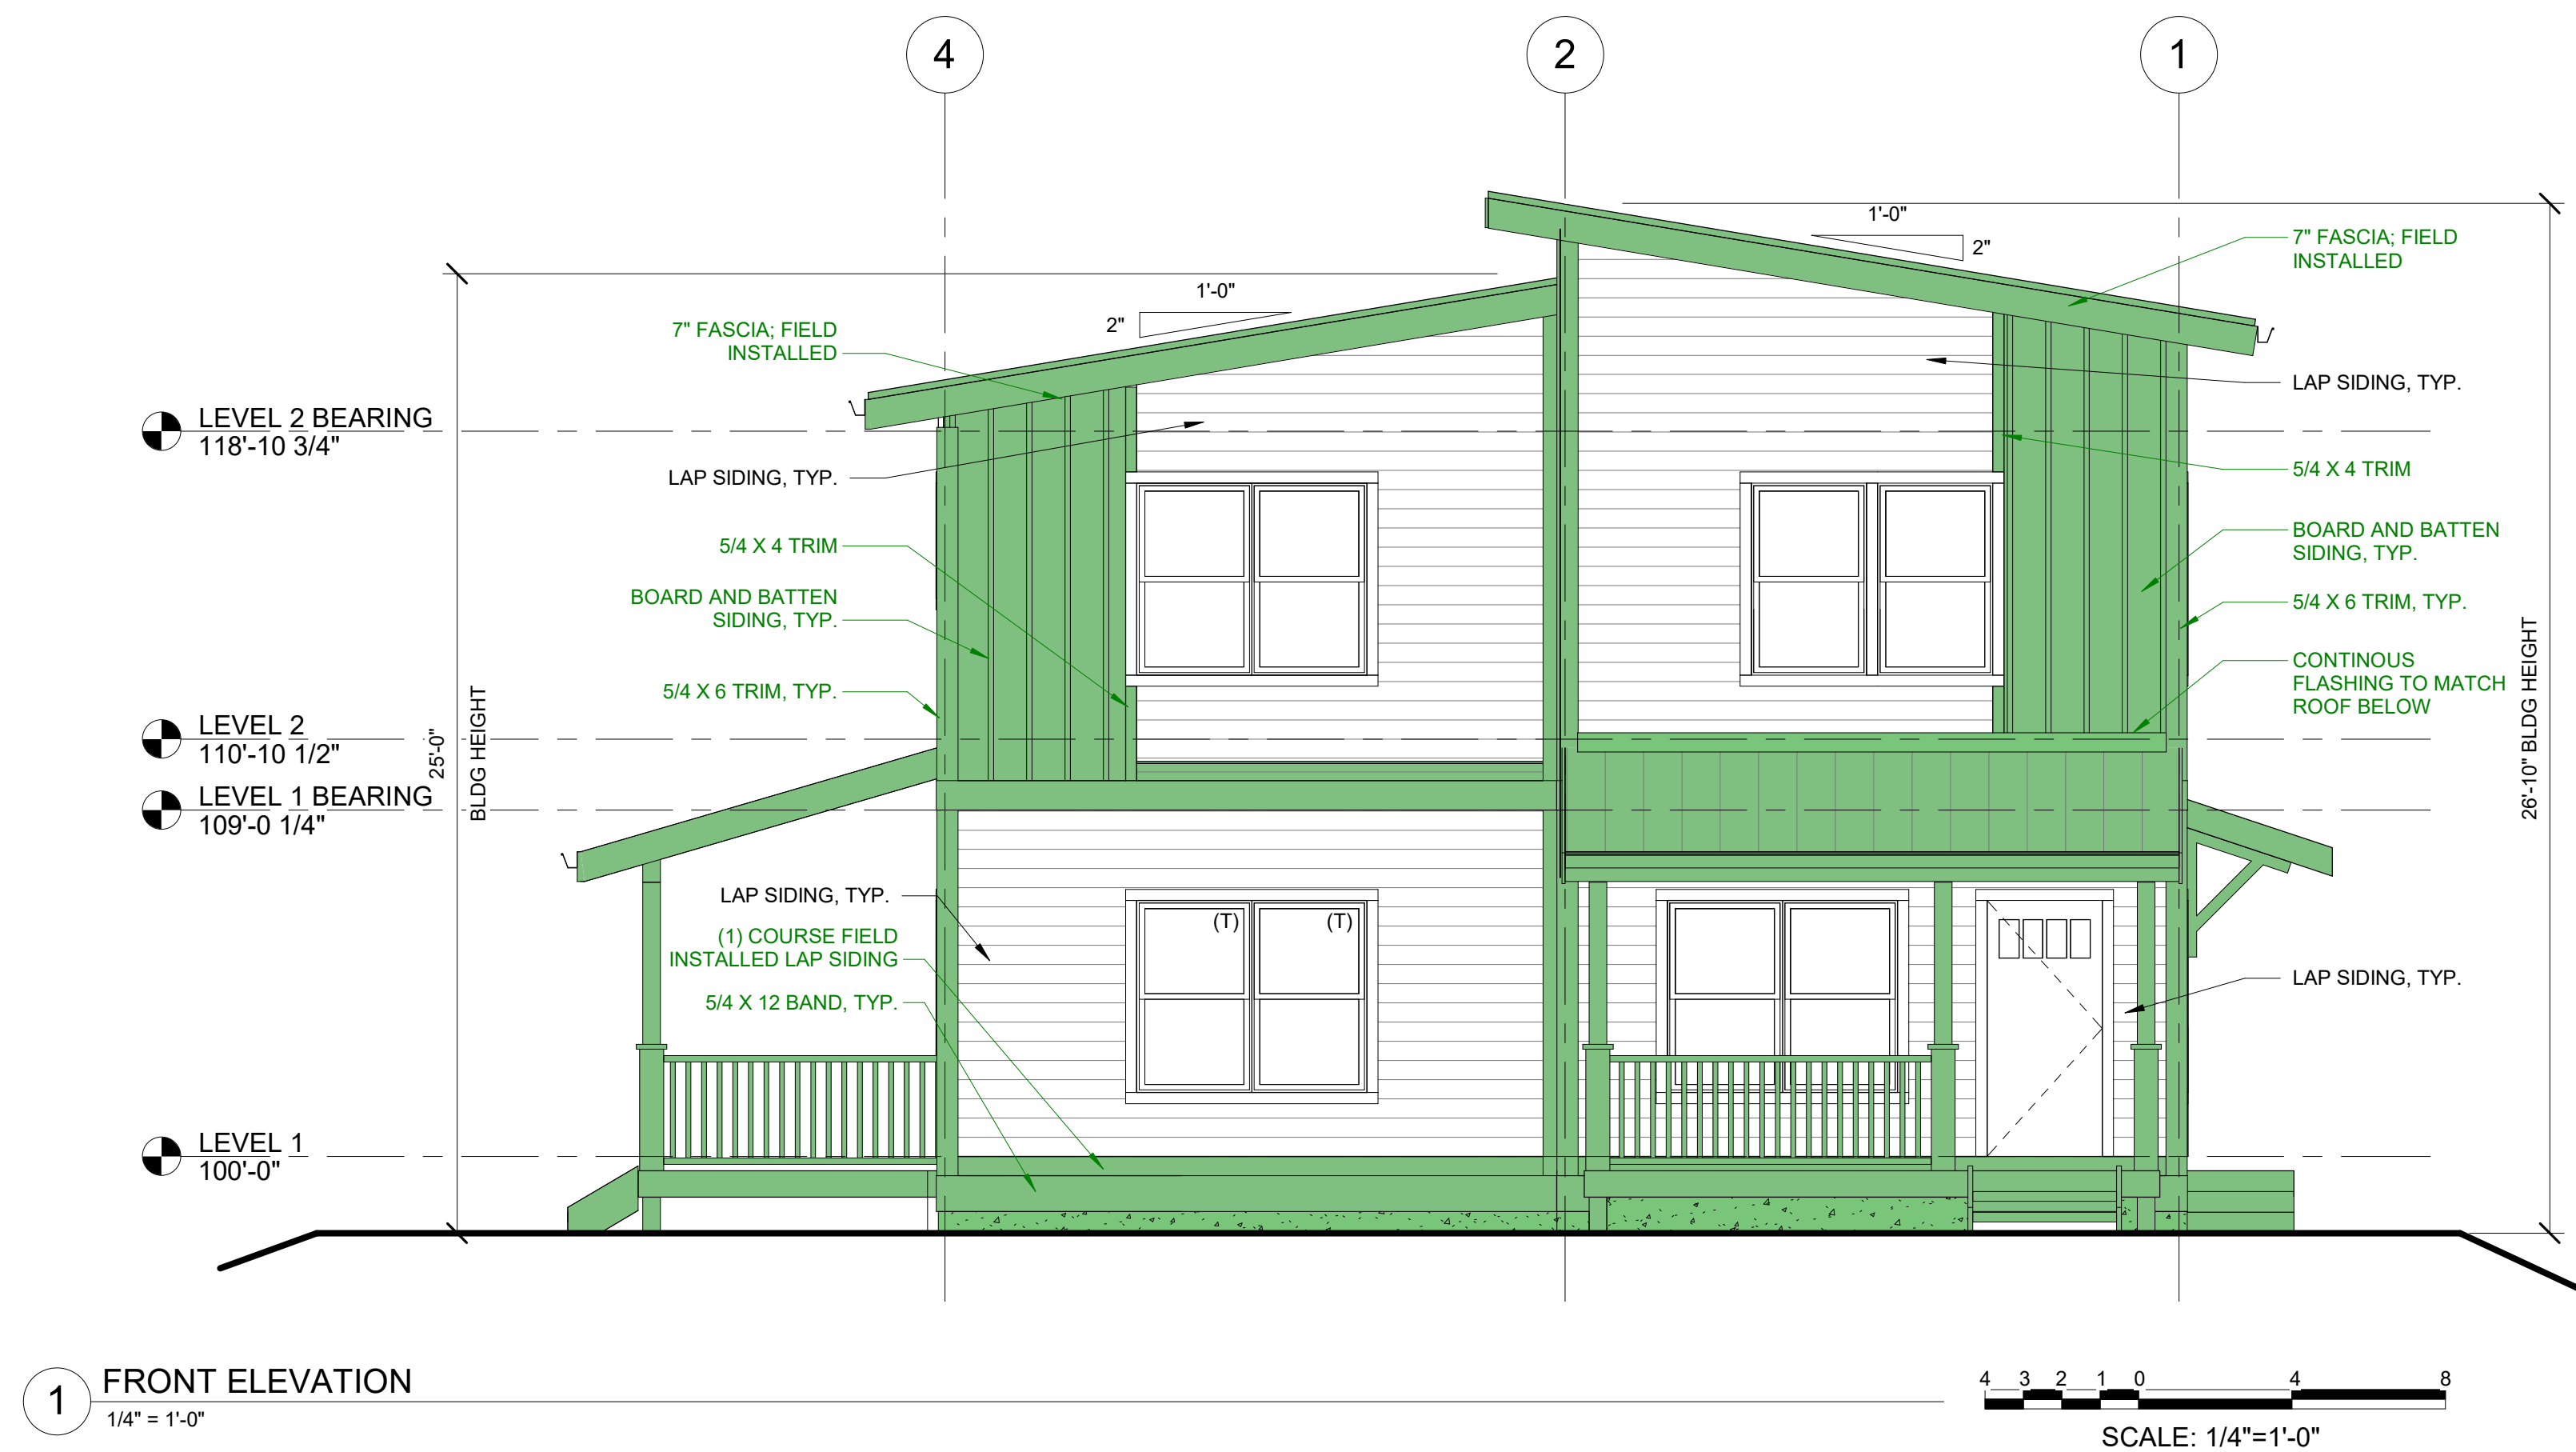 4
2
1
1'-0"
2"
7" FASCIA; FIELD
INSTALLED
1'-0"
2"
7" FASCIA; FIELD
INSTALLED
LAP SIDING, TYP.
LEVEL 2 BEARING
118'-10 3/4"
LAP SIDING, TYP.
5/4 X 4 TRIM
5/4 X 4 TRIM
BOARD AND BATTEN
SIDING, TYP.
BOARD AND BATTEN
SIDING, TYP.
5/4 X 6 TRIM, TYP.
5/4 X 6 TRIM, TYP.
CONTINOUS
FLASHING TO MATCH
ROOF BELOW
LEVEL 2
110'-10 1/2"
25'-0"
BLDG HEIGHT
26'-10" BLDG HEIGHT
LEVEL 1 BEARING
109'-0 1/4"
LAP SIDING, TYP.
(T)
(T)
(1) COURSE FIELD
INSTALLED LAP SIDING
5/4 X 12 BAND, TYP.
LAP SIDING, TYP.
LEVEL 1
100'-0"
1
FRONT ELEVATION
1/4" = 1'-0"
4 3 2 1 0 4 8
SCALE: 1/4"=1'-0"